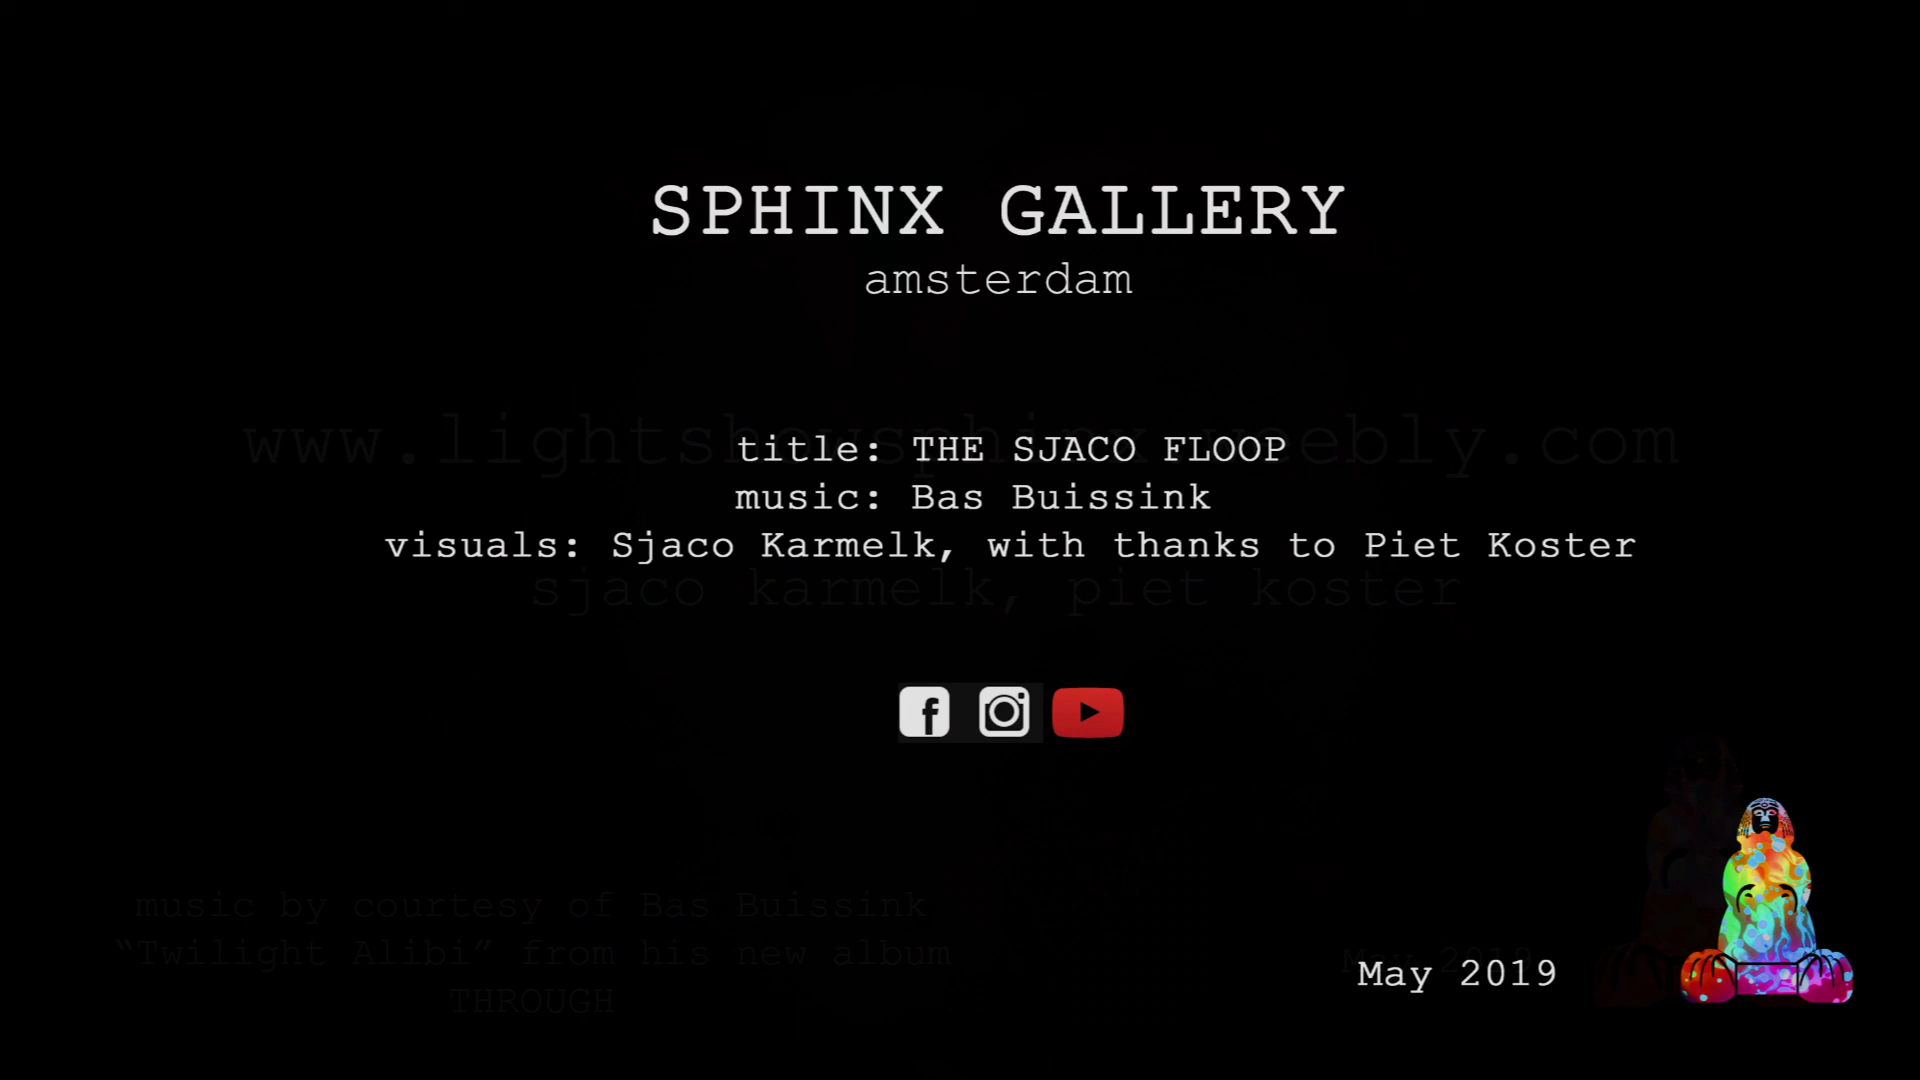 SPHINX GALLERY
amsterdam
www.lightshowsphinx.weebly.com
title: THE SJACO FLOOP
music: Bas Buissink
visuals: Sjaco Karmelk, with thanks to Piet Koster
sjaco karmelk, piet koster
music by courtesy of Bas Buissink
“Twilight Alibi” from his new album
THROUGH
May 2019
May 2019